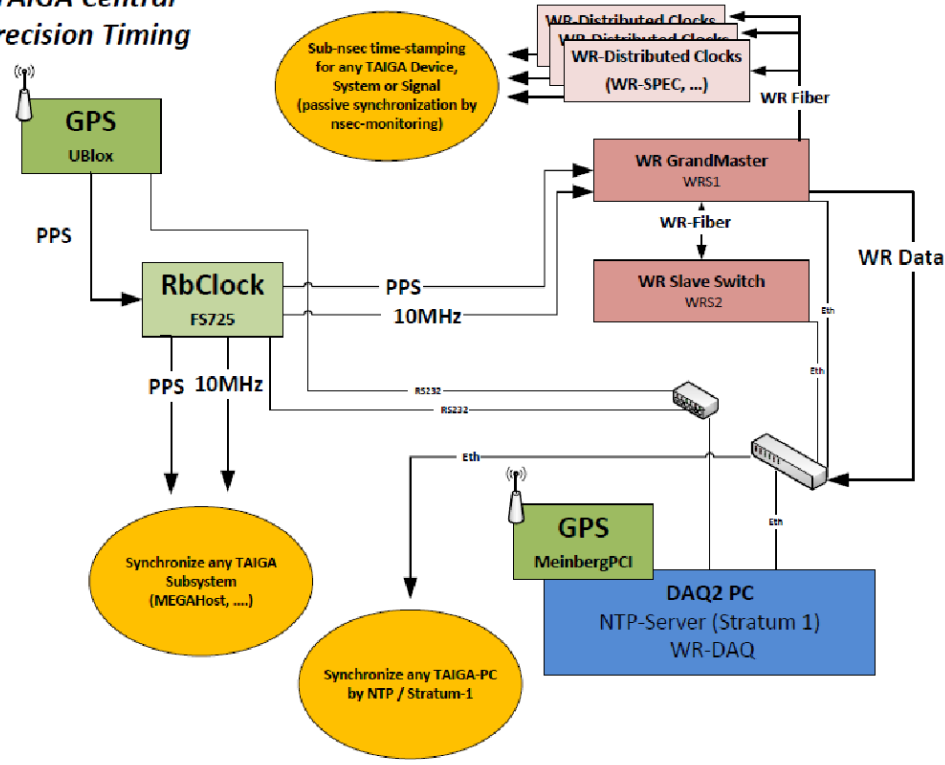 TAIGA Central
recision Timing
GPS
UBlox
PPS
Sub-nsec time-stamping
for any TAIGA Device,
System or Signal
(passive synchronization by
nsec-monitoring)
WR-Distributed Clocks
WR-Distributed Clocks
WR-Distributed Clocks
(WR-SPEC, ...)
WR Fiber
WR GrandMaster
WRS1
WR-Fiber
WR Slave Switch
WRS2
WR Data
Eth
Eth
RbClock
FS725
PPS
10MHz
PPS 10MHz
RS232
RS232
Eth
Eth
Synchronize any TAIGA
Subsystem
(MEGAHost, ....)
Synchronize any TAIGA-PC
by NTP / Stratum-1
GPS
MeinbergPCI
DAQ2 PC
NTP-Server (Stratum 1)
WR-DAQ